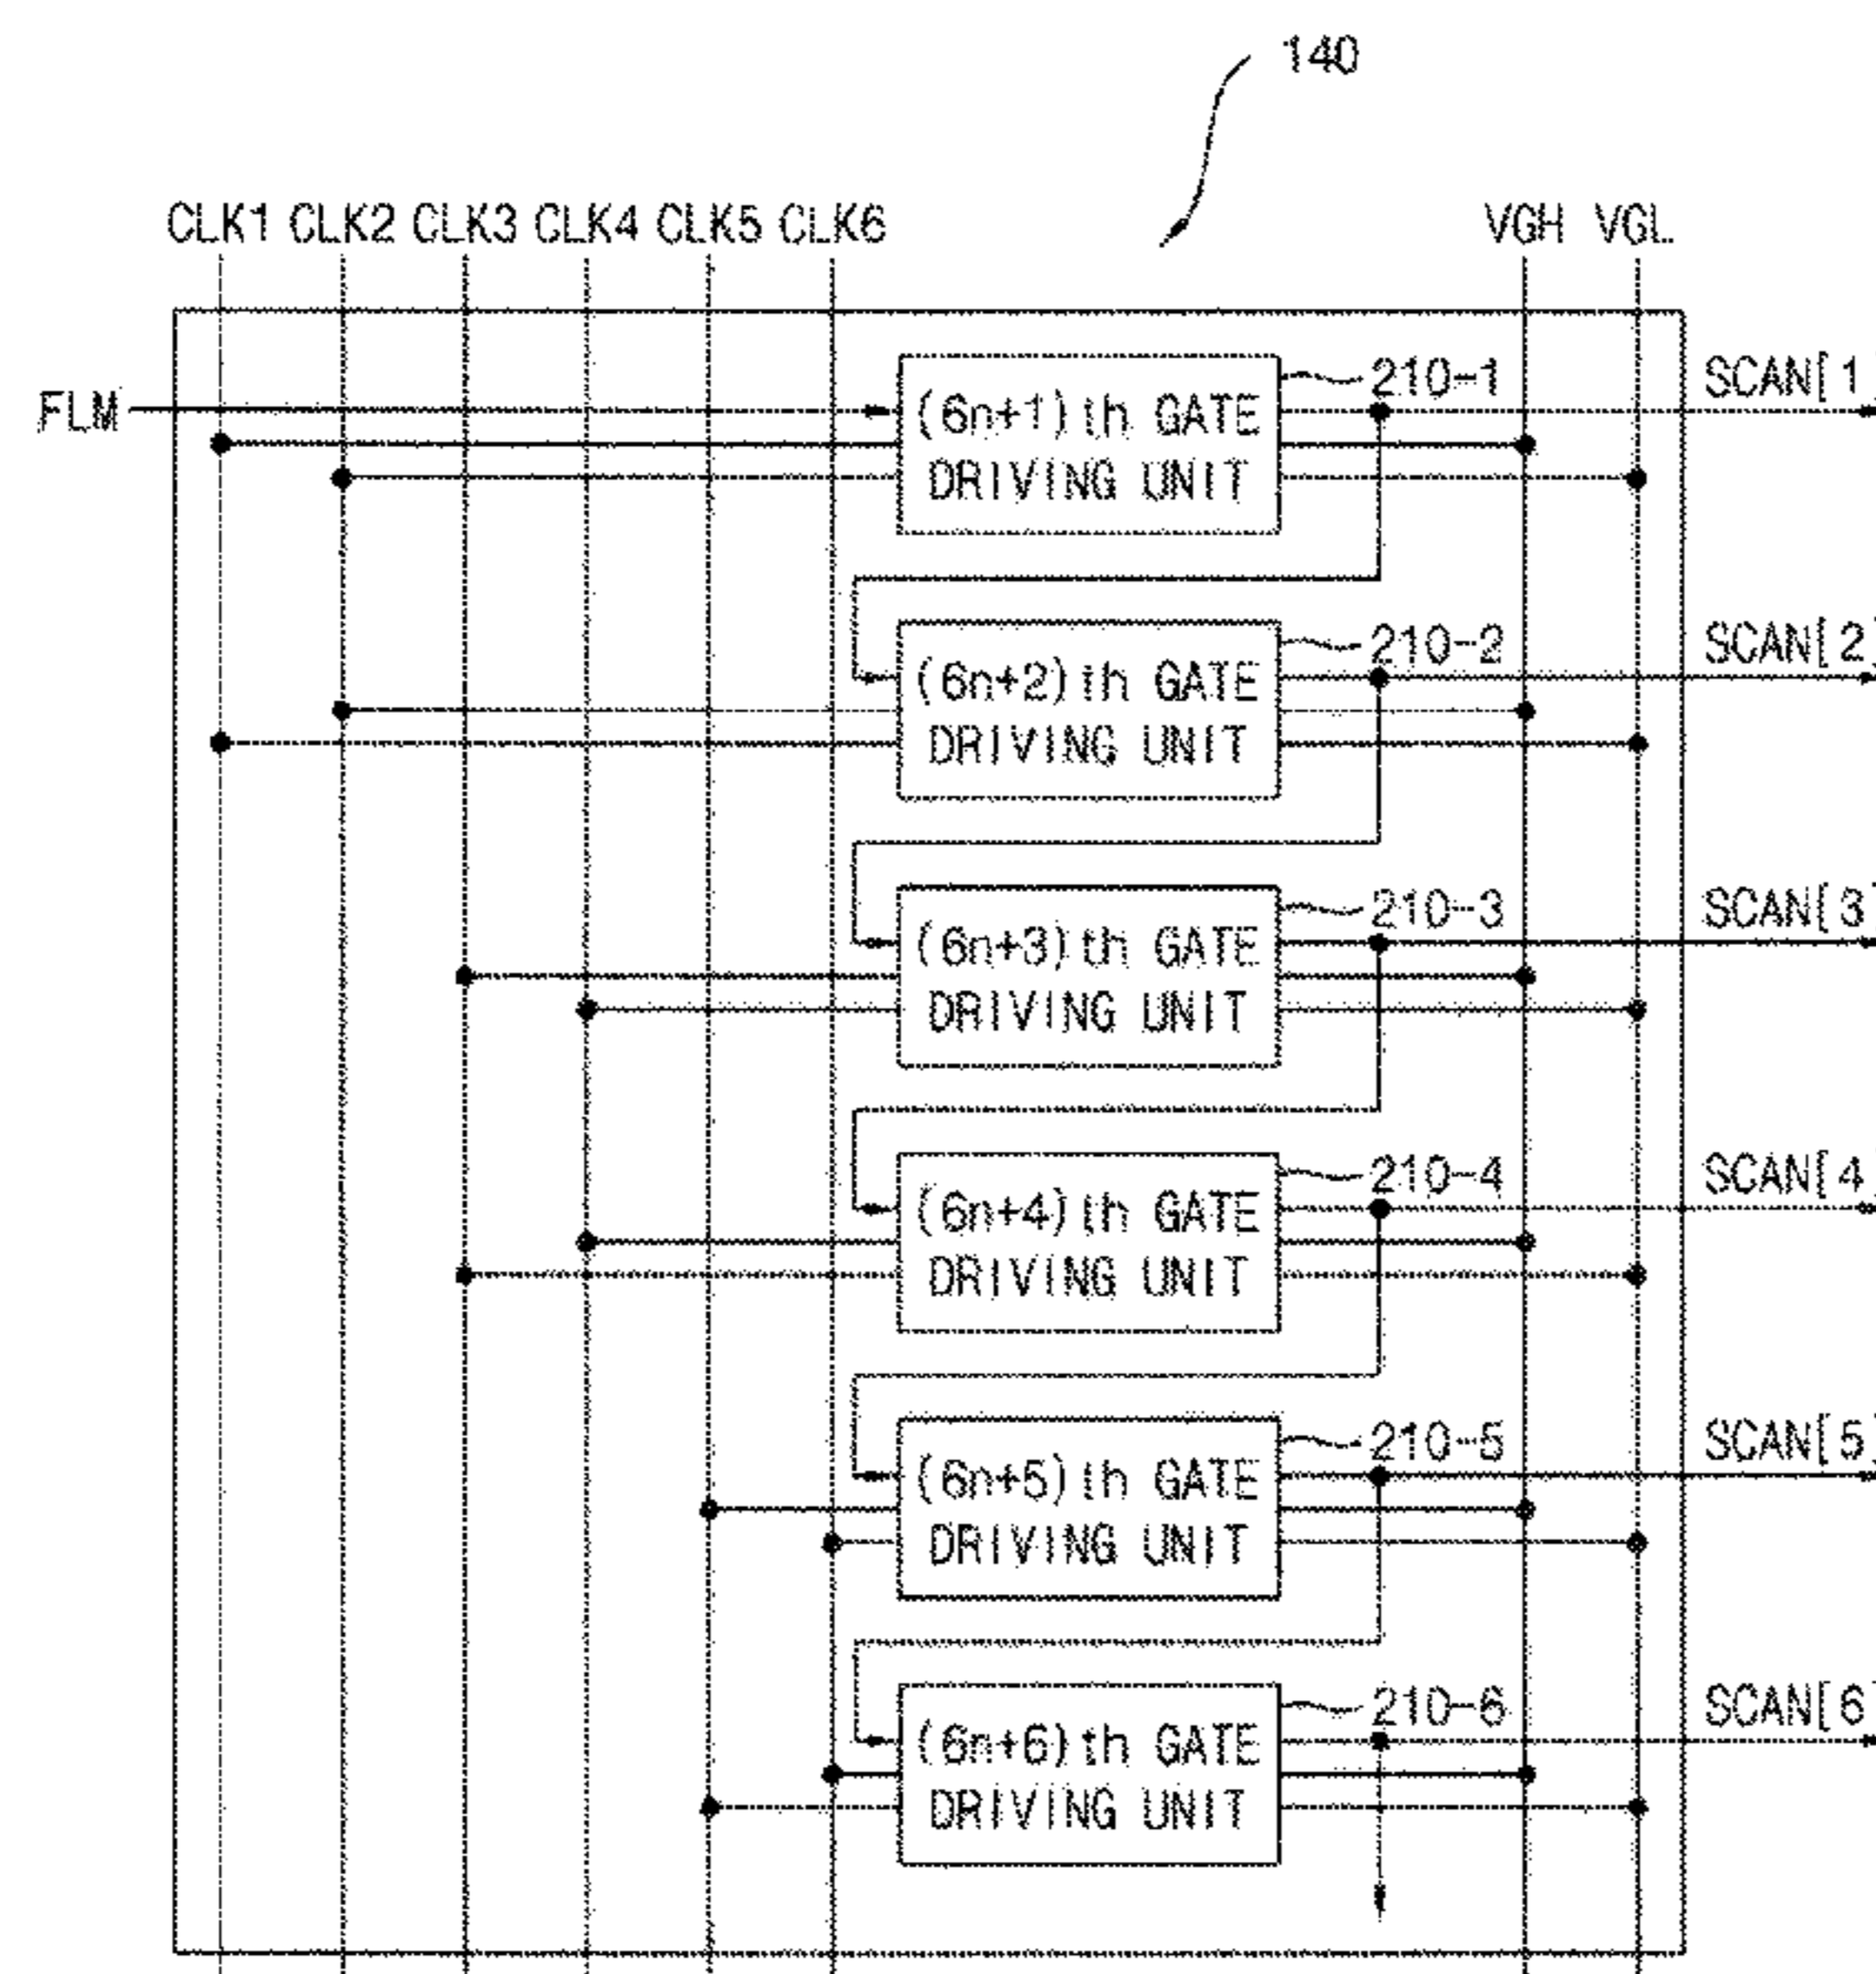 140
CLK1 CLK2 CLK3 CLK4 CLK5 CLK6 VGH VGL
FLM
(6n+1)th GATE
DRIVING UNIT
210-1
SCAN[1]
(6n+2)th GATE
DRIVING UNIT
210-2
SCAN[2]
(6n+3)th GATE
DRIVING UNIT
210-3
SCAN[3]
(6n+4)th GATE
DRIVING UNIT
210-4
SCAN[4]
(6n+5)th GATE
DRIVING UNIT
210-5
SCAN[5]
(6n+6)th GATE
DRIVING UNIT
210-6
SCAN[6]